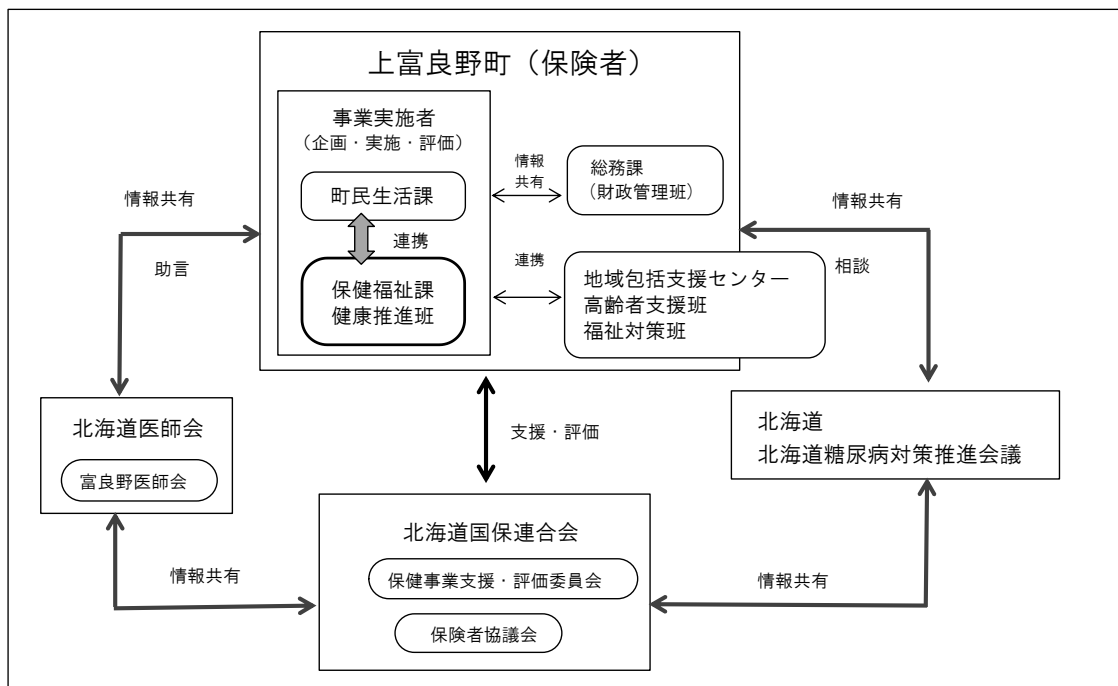 上富良野町（保険者）
事業実施者
（企画・実施・評価）
町民生活課
連携
保健福祉課
健康推進班
情報
共有
総務課
（財政管理班）
連携
地域包括支援センター
高齢者支援班
福祉対策班
情報共有
助言
情報共有
相談
北海道医師会
富良野医師会
支援・評価
北海道
北海道糖尿病対策推進会議
北海道国保連合会
保健事業支援・評価委員会
保険者協議会
情報共有
情報共有